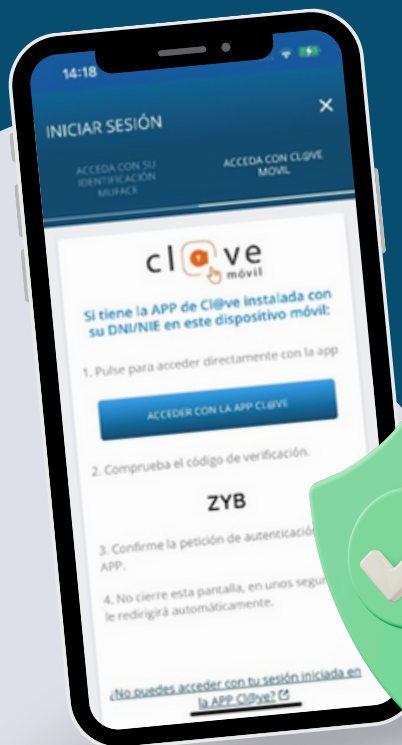 14:18
INICIAR SESIÓN
×
ACCEDA CON SU
IDENTIFICACIÓN
MUFACE
ACCEDA CON CL@VE
MOVIL
cl@ve
móvil
Si tiene la APP de Cl@ve instalada con
su DNI/NIE en este dispositivo móvil:
1. Pulse para acceder directamente con la app
ACCEDER CON LA APP CL@VE
2. Comprueba el código de verificación.
ZYB
3. Confirme la petición de autenticació
APP.
4. No cierre esta pantalla, en unos segu
le redirigirá automáticamente.
¿No puedes acceder con tu sesión iniciada en
la APP Cl@ve?